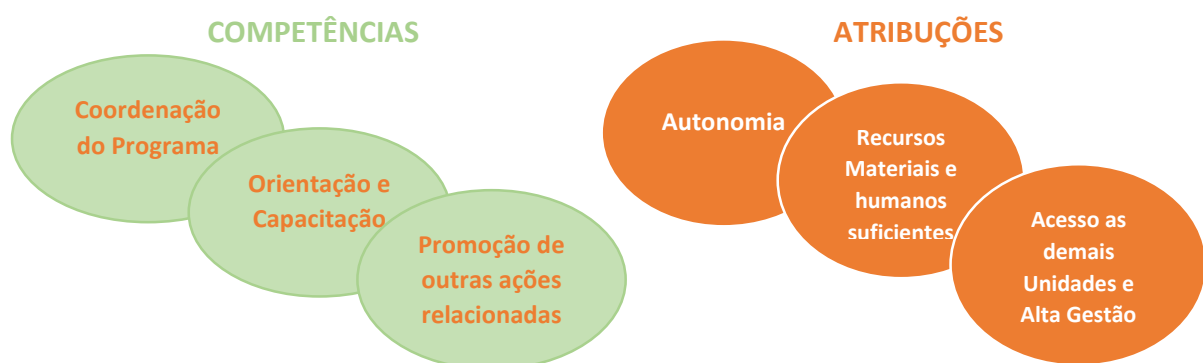 COMPETÊNCIAS
Coordenação
do Programa
Orientação e
Capacitação
Promoção de
outras ações
relacionadas
ATRIBUÇÕES
Autonomia
Recursos
Materiais e
humanos
suficientes
Acesso as
demais
Unidades e
Alta Gestão